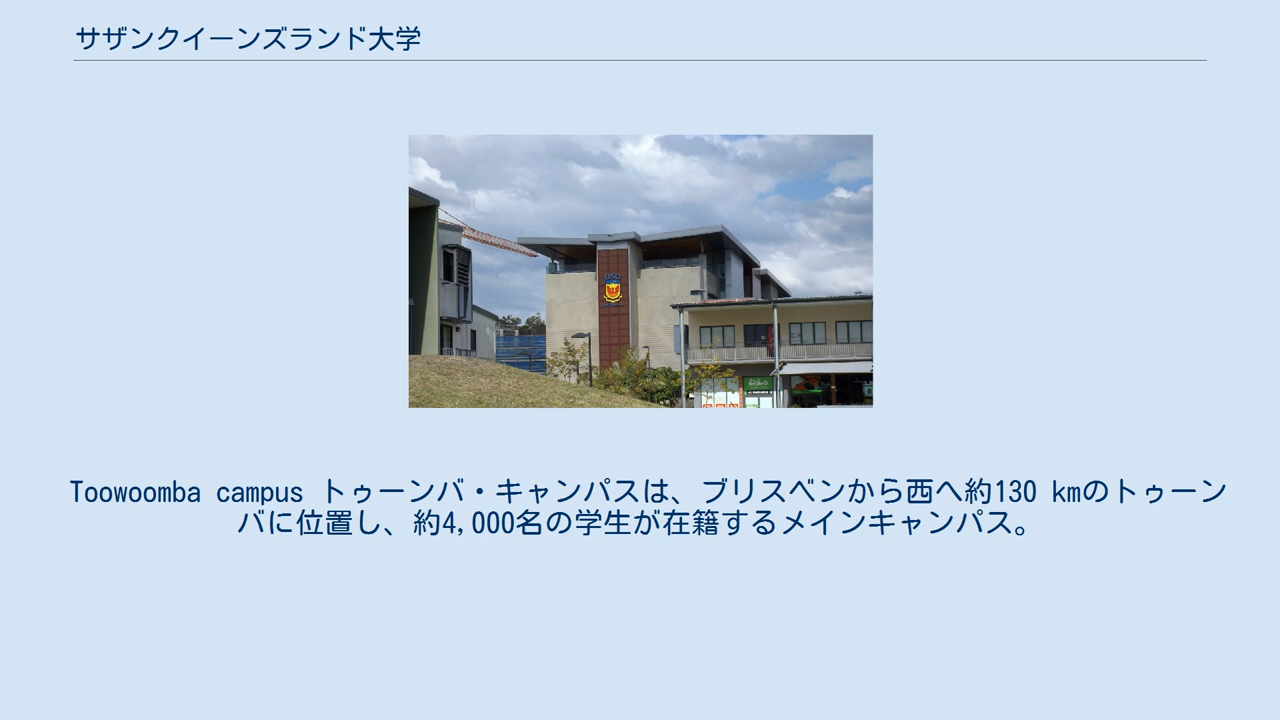 サザンクイーンズランド大学
USQ
Toowoomba campus トゥーンバ・キャンパスは、ブリスベンから西へ約130 kmのトゥーン
バに位置し、約4,000名の学生が在籍するメインキャンパス。